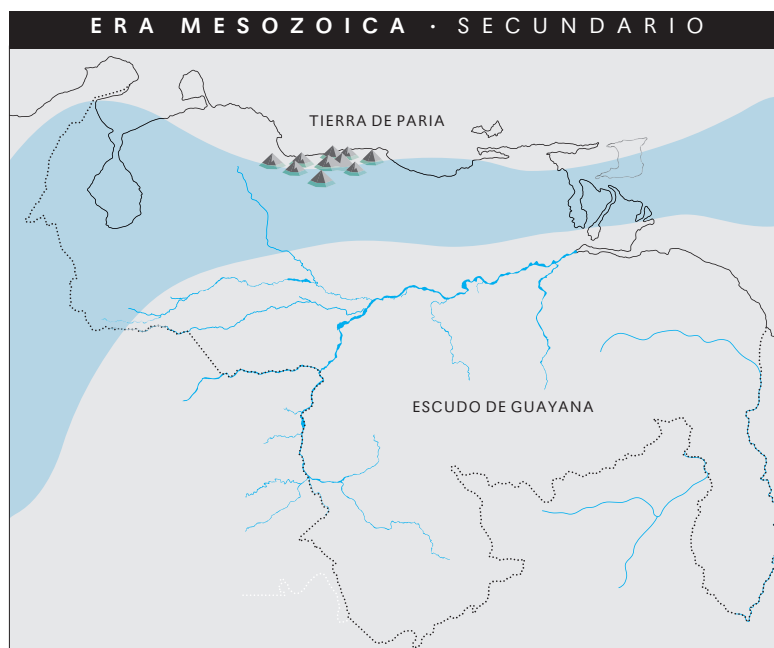 ERA MESOZOICA · SECUNDARIO
TIERRA DE PARIA
ESCUDO DE GUAYANA